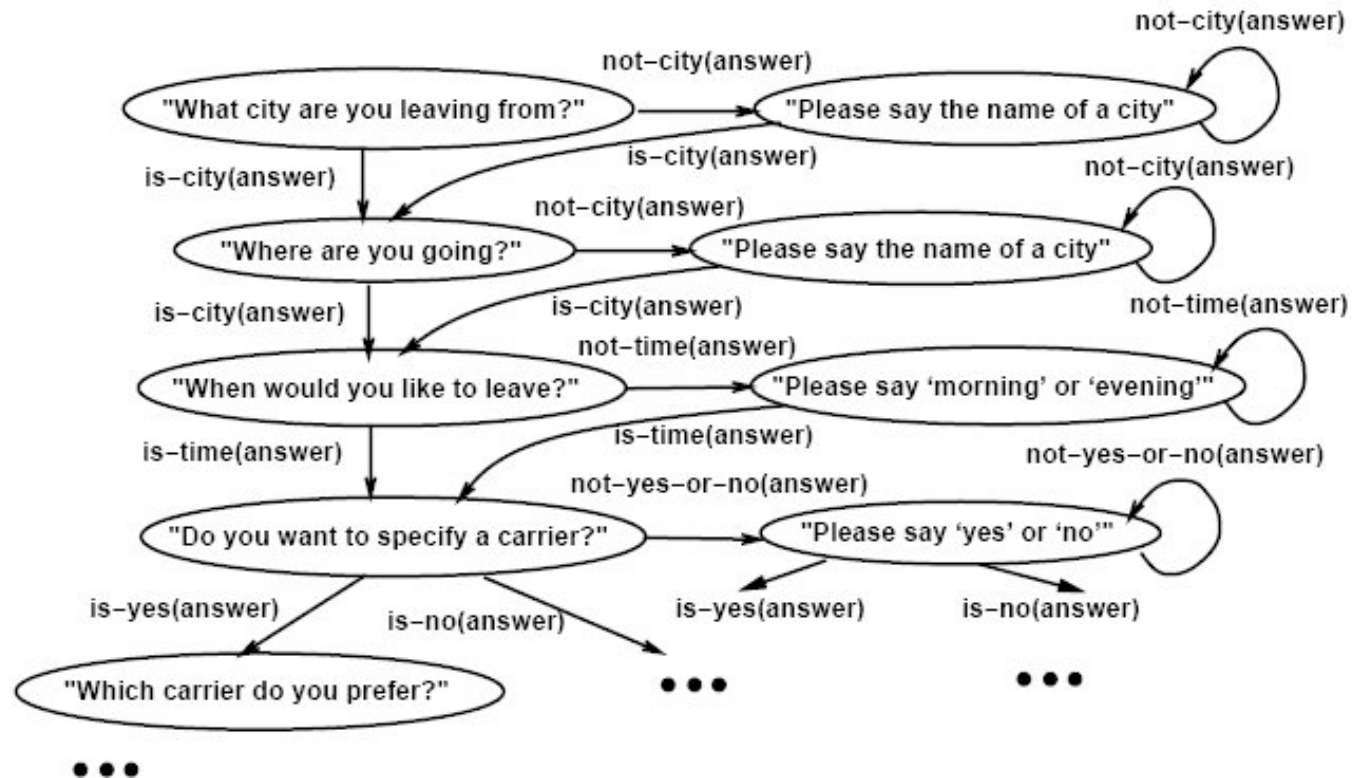 not–city(answer)
not–city(answer)
"What city are you leaving from?"
"Please say the name of a city"
is–city(answer)
is–city(answer)
not–city(answer)
not–city(answer)
"Where are you going?"
"Please say the name of a city"
is–city(answer)
is–city(answer)
not–time(answer)
not–time(answer)
"When would you like to leave?"
"Please say ‘morning’ or ‘evening’"
is–time(answer)
is–time(answer)
not–yes–or–no(answer)
not–yes–or–no(answer)
"Do you want to specify a carrier?"
"Please say ‘yes’ or ‘no’"
is–yes(answer)
is–no(answer)
is–yes(answer)
is–no(answer)
"Which carrier do you prefer?"